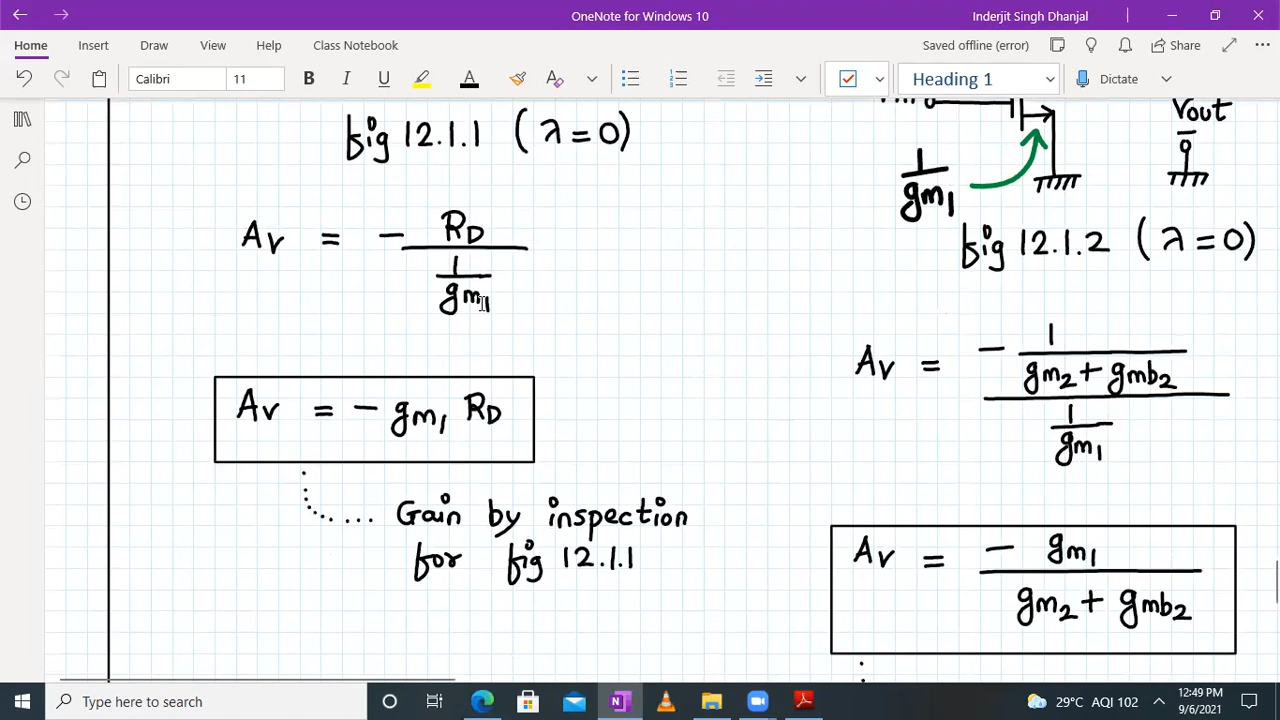 OneNote for Windows 10
Inderjit Singh Dhanjal
Home Insert Draw View Help Class Notebook
Saved offline (error)
Share
Calibri 11 B I U A
Heading 1
Dictate
fig 12.1.1 (λ=0)
Av = - RD
1
gm1
Av = - gm1 RD
Gain by inspection
for fig 12.1.1
Vout
1
gm1
fig 12.1.2 (λ=0)
Av = - 1
gm2 + gmb2
1
gm1
Av = - gm1
gm2 + gmb2
Type here to search
29°C AQI 102
12:49 PM
9/6/2021